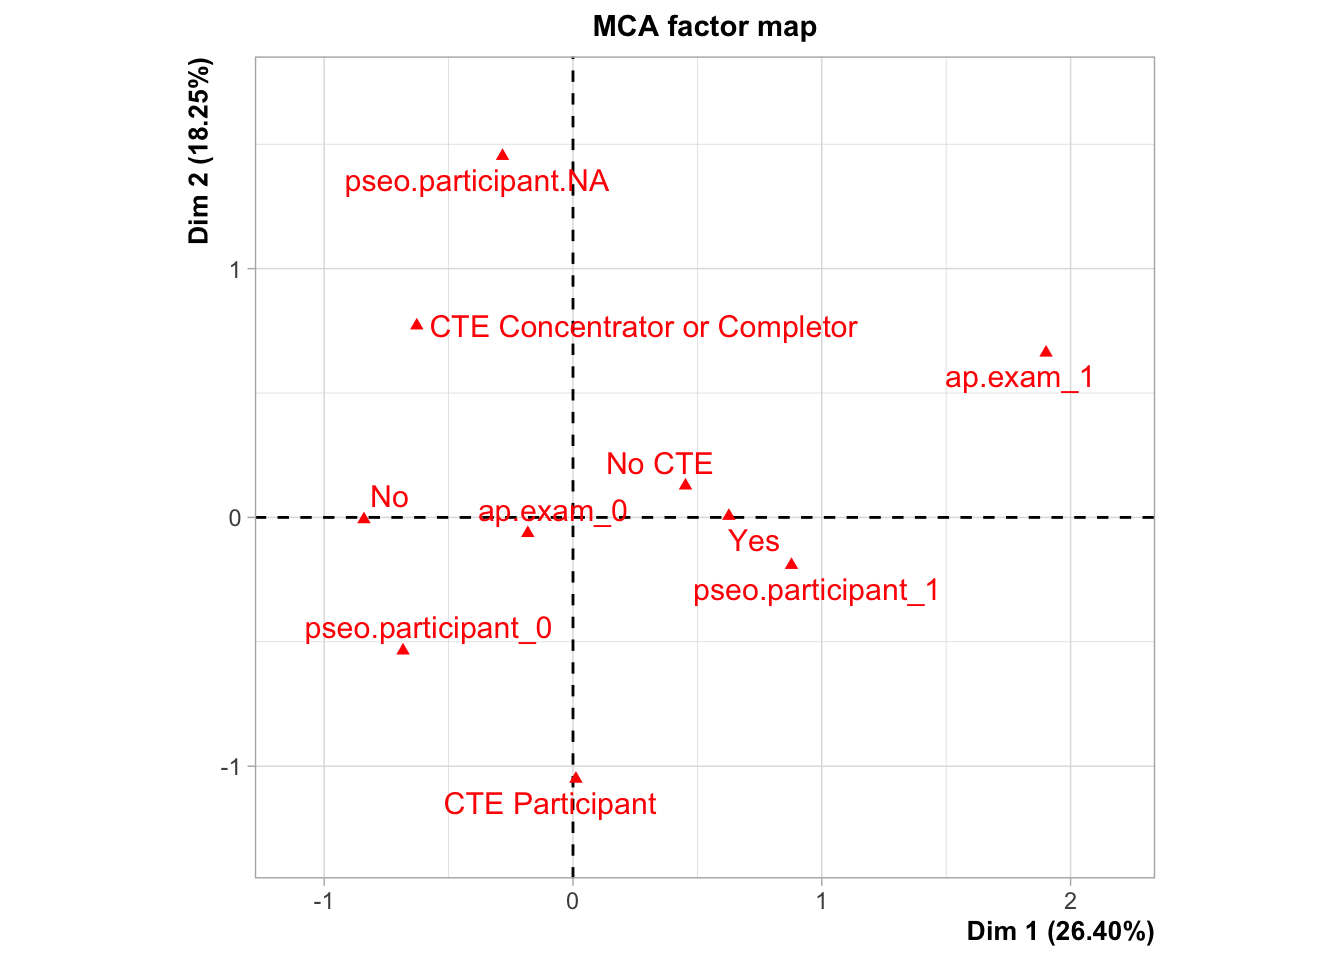 MCA factor map
Dim 2 (18.25%)
pseo.participant.NA
1
CTE Concentrator or Completor
ap.exam_1
No CTE
No
ap.exam_0
0
Yes
pseo.participant_1
pseo.participant_0
-1
CTE Participant
-1 0 1 2
Dim 1 (26.40%)